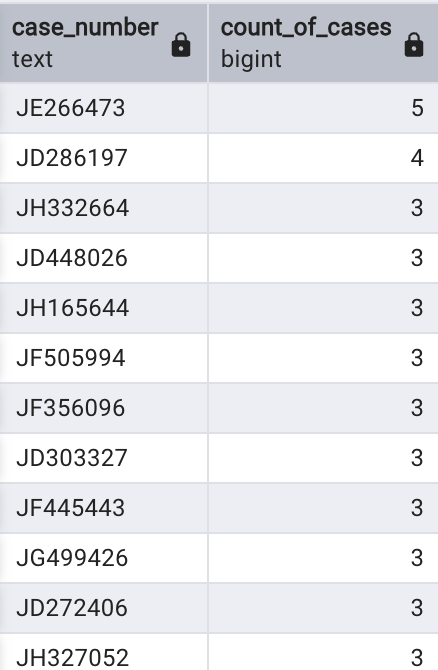 case_number count_of_cases
text bigint
JE266473 5
JD286197 4
JH332664 3
JD448026 3
JH165644 3
JF505994 3
JF356096 3
JD303327 3
JF445443 3
JG499426 3
JD272406 3
JH327052 3